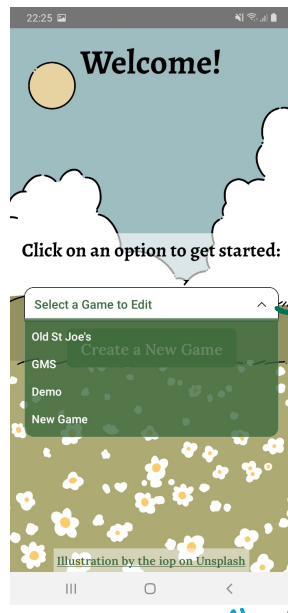 22:25
Welcome!
Click on an option to get started:
Select a Game to Edit
Old St Joe's
Create a New Game
GMS
Demo
New Game
Illustration by the iop on Unsplash